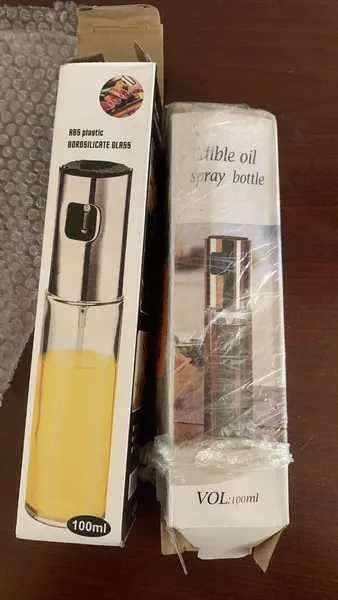 ABS plastic
BOROSILICATE GLASS
100ml
dible oil
spray bottle
VOL:100ml